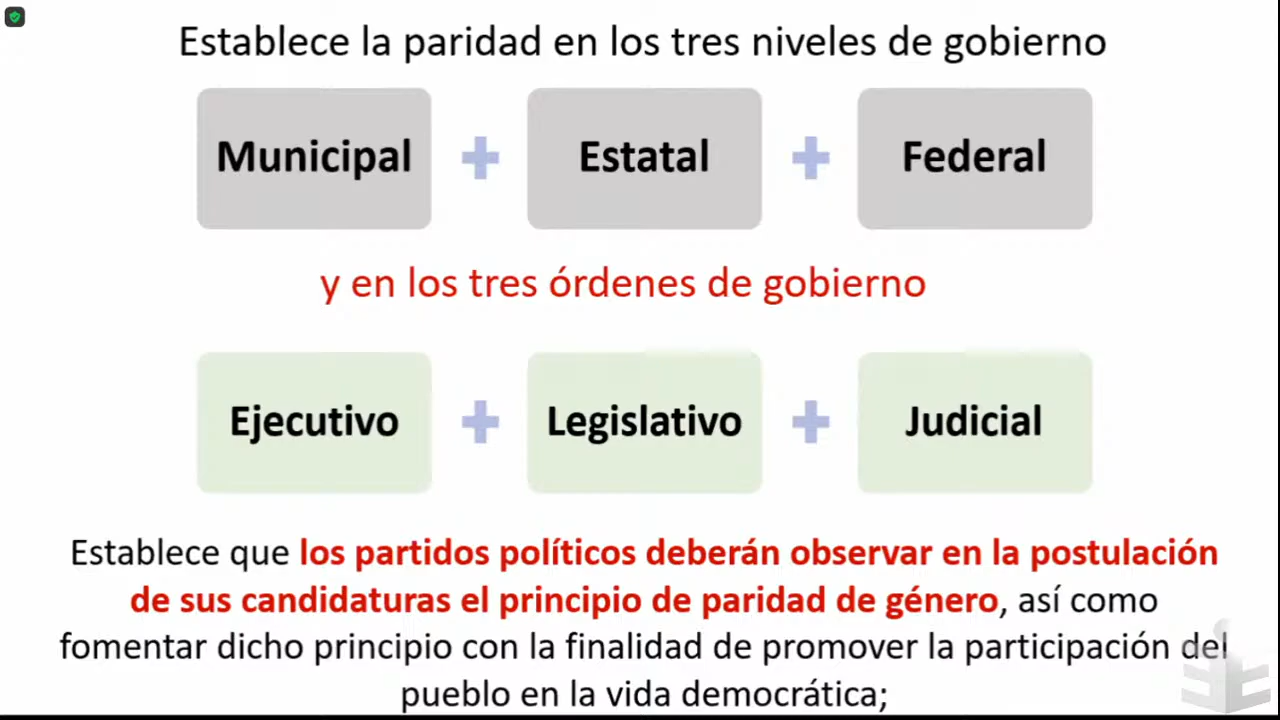 Establece la paridad en los tres niveles de gobierno
Municipal
Estatal
Federal
y en los tres órdenes de gobierno
Ejecutivo
Legislativo
Judicial
Establece que los partidos políticos deberán observar en la postulación
de sus candidaturas el principio de paridad de género, así como
fomentar dicho principio con la finalidad de promover la participación del
pueblo en la vida democrática;